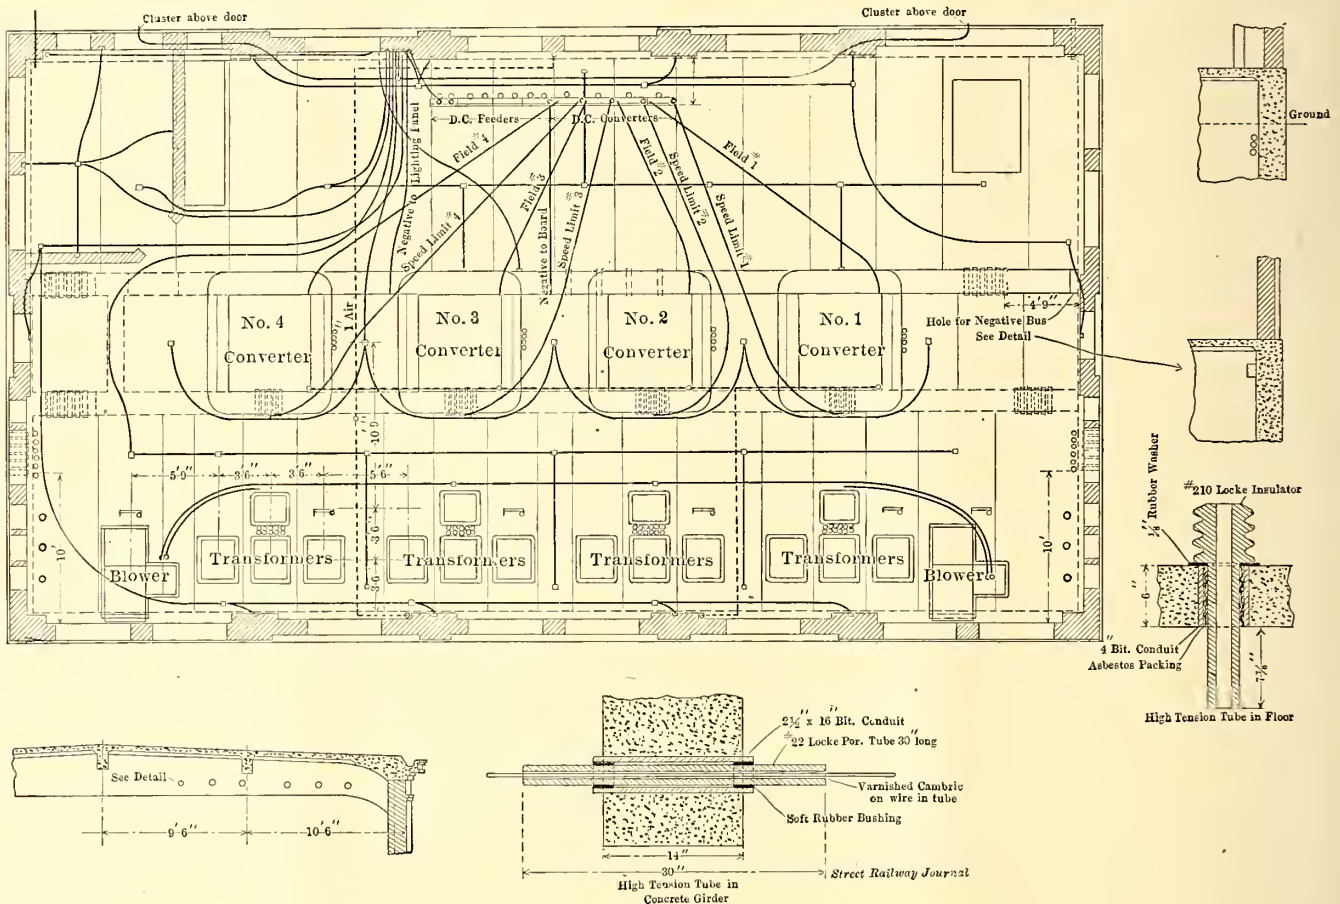 Cluster above door
Cluster above door
D.C. Feeders
D.C. Converters
Ground
Field #4
Negative to Lighting Panel
Speed Limit #4
Field #3
Negative to Board
Speed Limit #3
Field #2
Speed Limit #2
Speed Limit #1
Field #1
1 Air
No. 4
Converter
No. 3
Converter
No. 2
Converter
No. 1
Converter
4'9"
Hole for Negative Bus
See Detail
10'9"
5'9"
3'6"
3'6"
5'6"
3'6"
3'6"
10'
10'
Transformers
Transformers
Transformers
Transformers
Blower
Blower
⅛" Rubber Washer
#210 Locke Insulator
6"
4" Bit. Conduit
Asbestos Packing
7⅛"
High Tension Tube in Floor
See Detail
9'6"
10'6"
2½" x 16" Bit. Conduit
#22 Locke Por. Tube 30" long
Varnished Cambric
on wire in tube
Soft Rubber Bushing
14"
30"
High Tension Tube in
Concrete Girder
Street Railway Journal